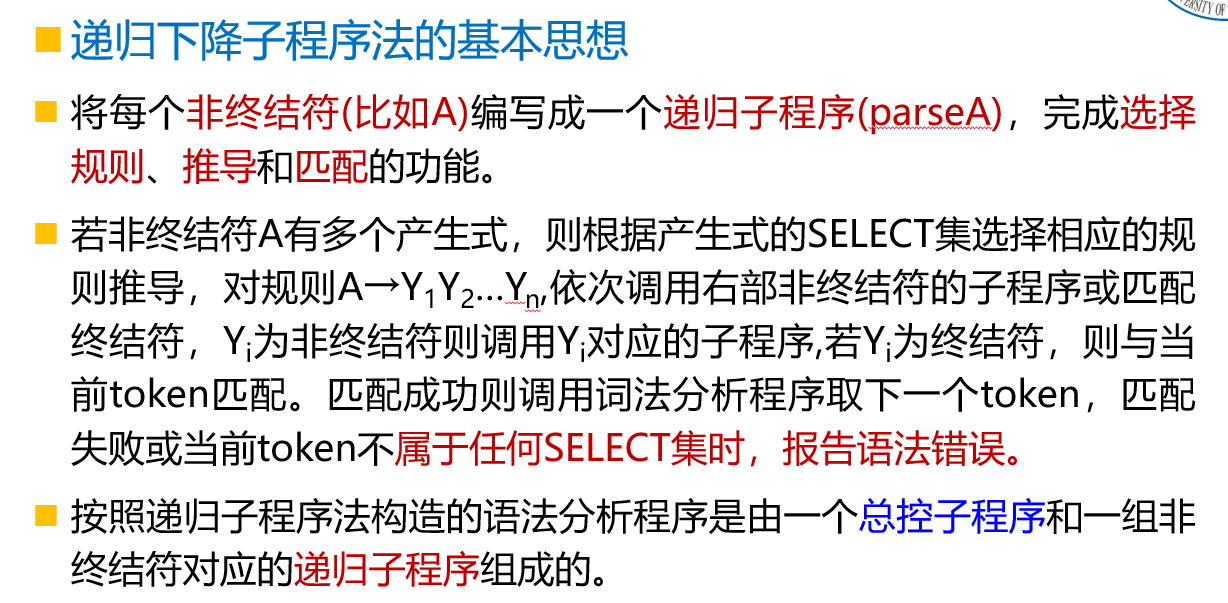 递归下降子程序法的基本思想
将每个非终结符(比如A)编写成一个递归子程序(parseA)，完成选择
规则、推导和匹配的功能。
若非终结符A有多个产生式，则根据产生式的SELECT集选择相应的规
则推导，对规则A→Y1Y2…Yn,依次调用右部非终结符的子程序或匹配
终结符，Yi为非终结符则调用Yi对应的子程序,若Yi为终结符，则与当
前token匹配。匹配成功则调用词法分析程序取下一个token，匹配
失败或当前token不属于任何SELECT集时，报告语法错误。
按照递归子程序法构造的语法分析程序是由一个总控子程序和一组非
终结符对应的递归子程序组成的。